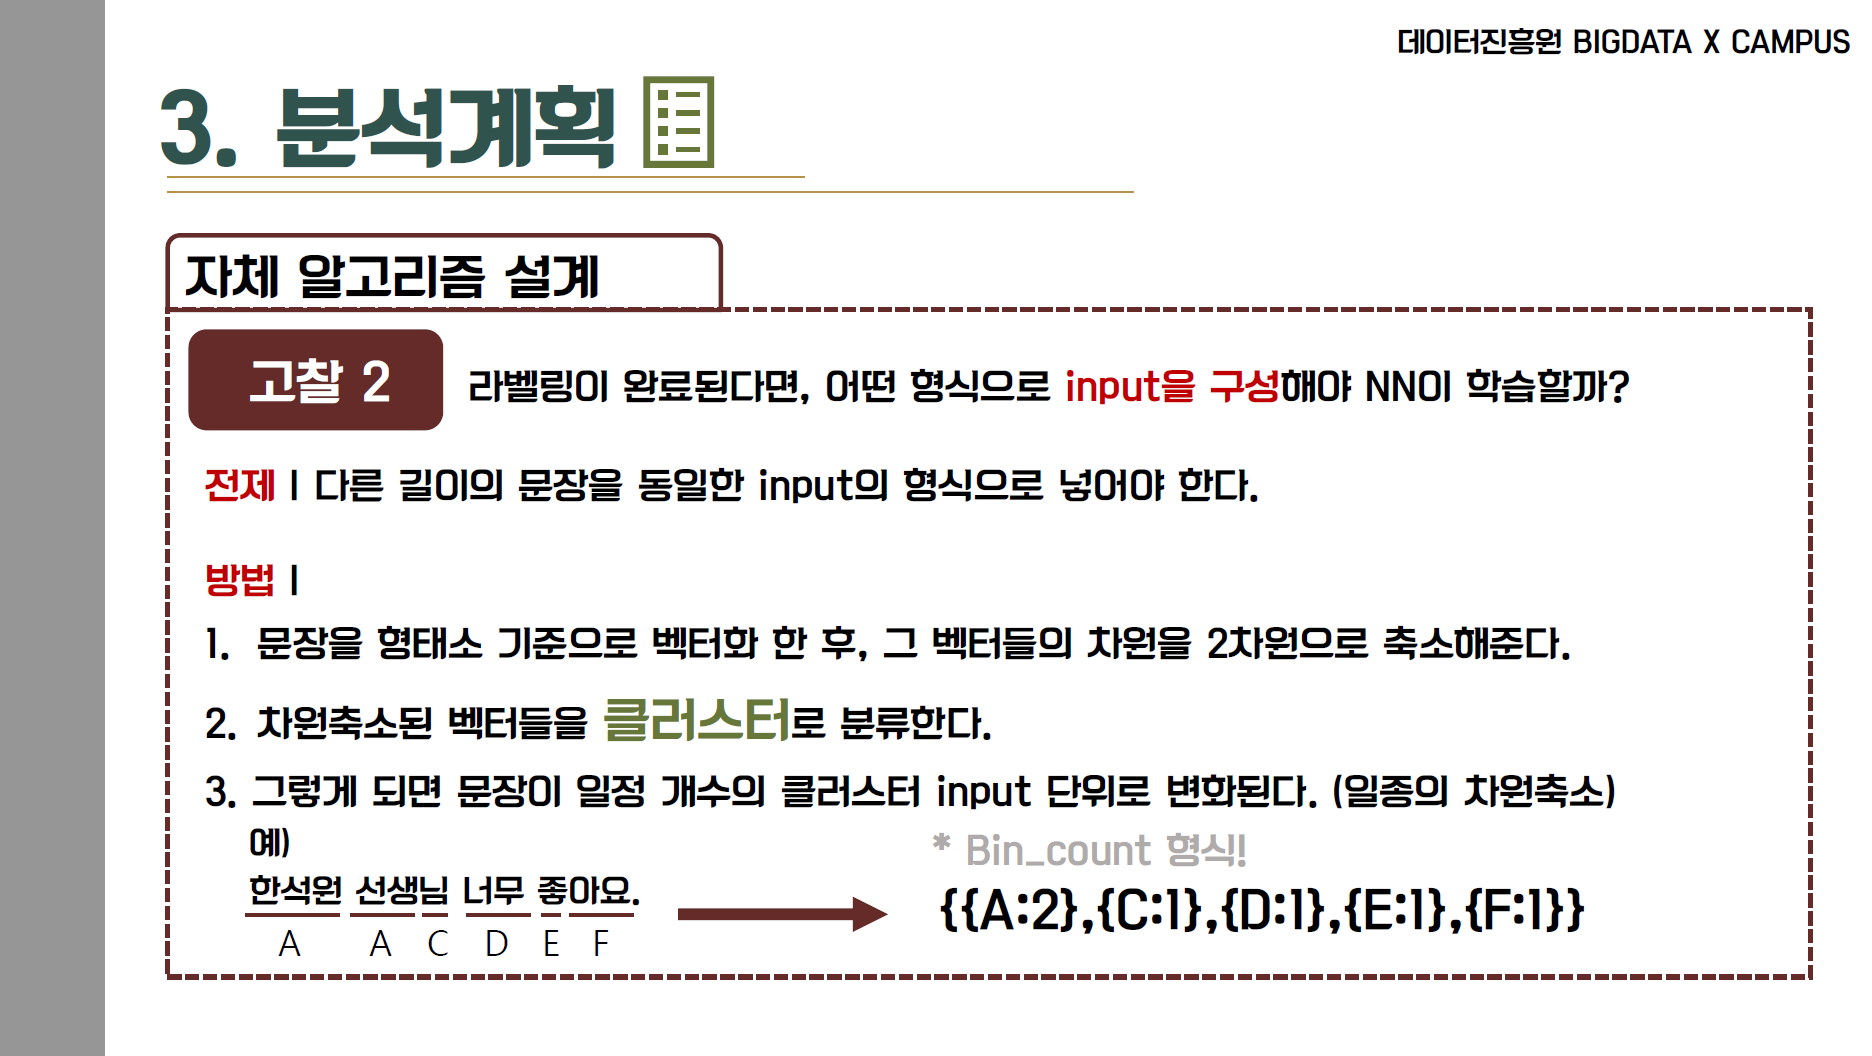 데이터진흥원 BIGDATA X CAMPUS
3. 분석계획
자체 알고리즘 설계
고찰 2
라벨링이 완료된다면, 어떤 형식으로 input을 구성해야 NN이 학습할까?
전제 | 다른 길이의 문장을 동일한 input의 형식으로 넣어야 한다.
방법 |
1. 문장을 형태소 기준으로 벡터화 한 후, 그 벡터들의 차원을 2차원으로 축소해준다.
2. 차원축소된 벡터들을 클러스터로 분류한다.
3. 그렇게 되면 문장이 일정 개수의 클러스터 input 단위로 변화된다. (일종의 차원축소)
예)
* Bin_count 형식!
한석원 선생님 너무 좋아요.
{{A:2},{C:1},{D:1},{E:1},{F:1}}
A A C D E F